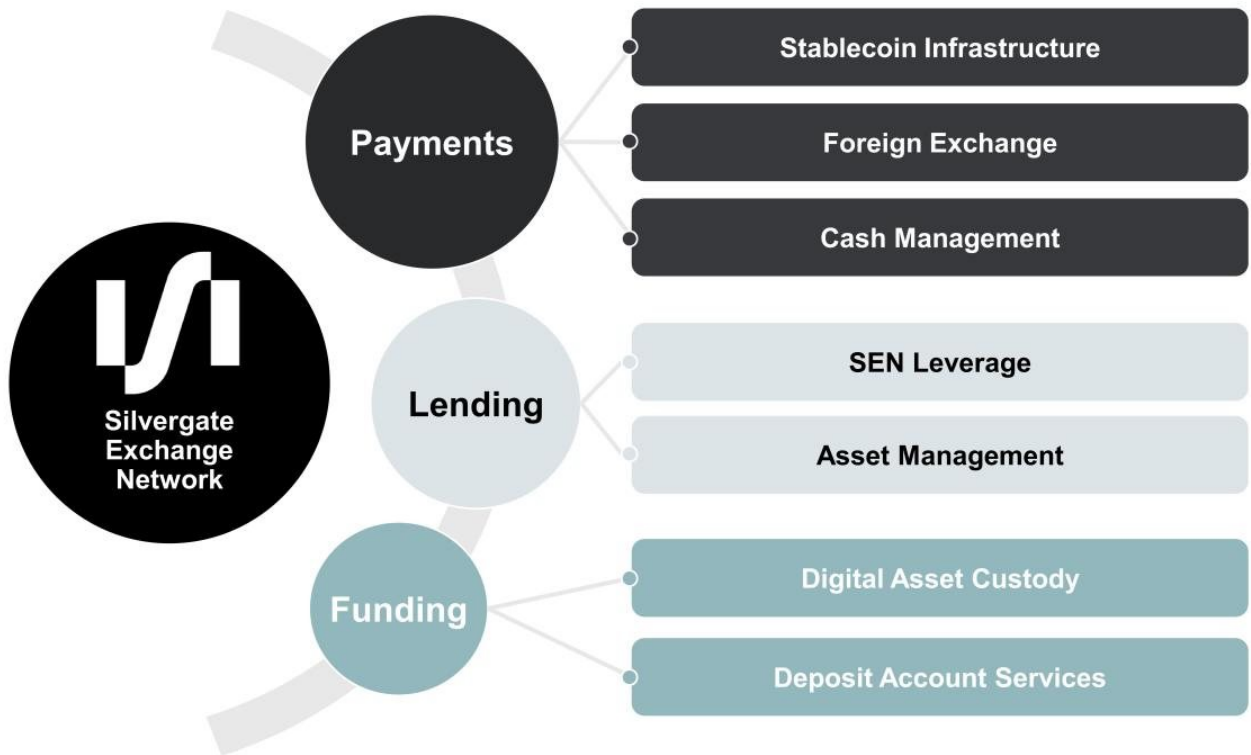 Payments
Stablecoin Infrastructure
Foreign Exchange
Cash Management
Silvergate
Exchange
Network
Lending
SEN Leverage
Asset Management
Funding
Digital Asset Custody
Deposit Account Services